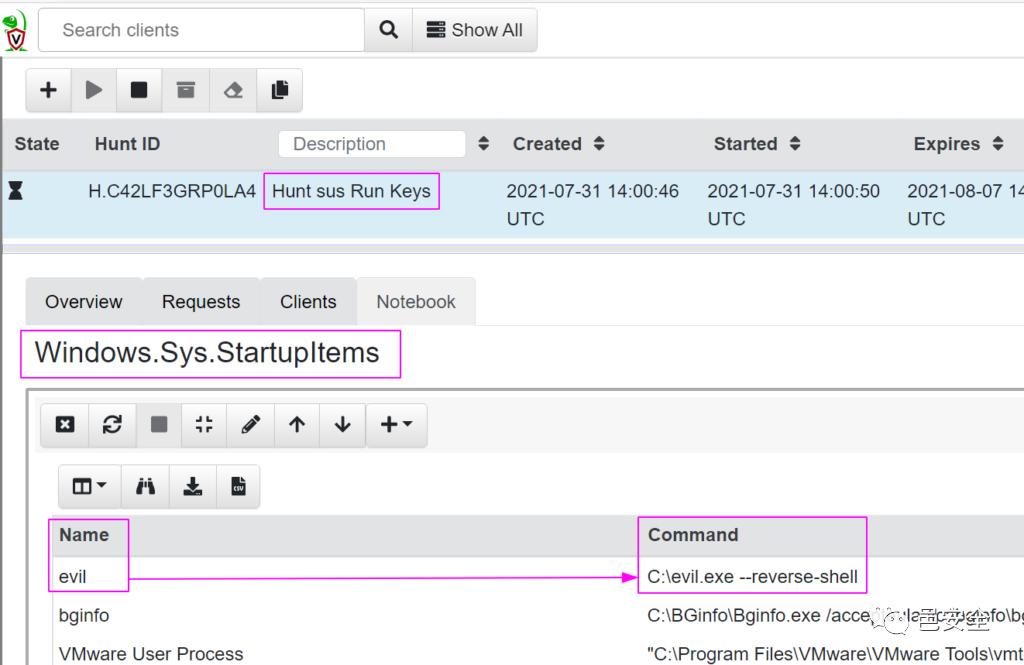 Search clients
Show All
State Hunt ID Description Created Started Expires
H.C42LF3GRP0LA4 Hunt sus Run Keys 2021-07-31 14:00:46 2021-07-31 14:00:50 2021-08-07 14
UTC UTC UTC
Overview Requests Clients Notebook
Windows.Sys.StartupItems
CSV
Name Command
evil C:\evil.exe --reverse-shell
bginfo C:\BGinfo\Bginfo.exe
邑安全
VMware User Process "C:\Program Files\VMware\VMware Tools\vmt